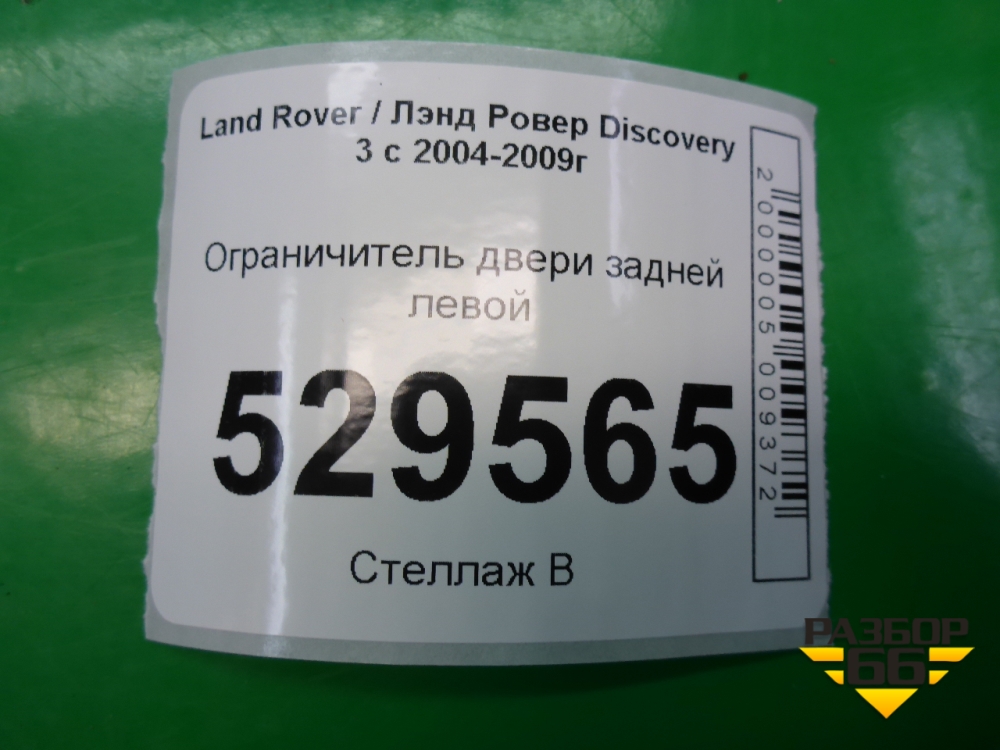 Land Rover / Лэнд Ровер Discovery
3 с 2004-2009г
Ограничитель двери задней
левой
529565
Стеллаж В
2000005009372
РАЗБОР
66